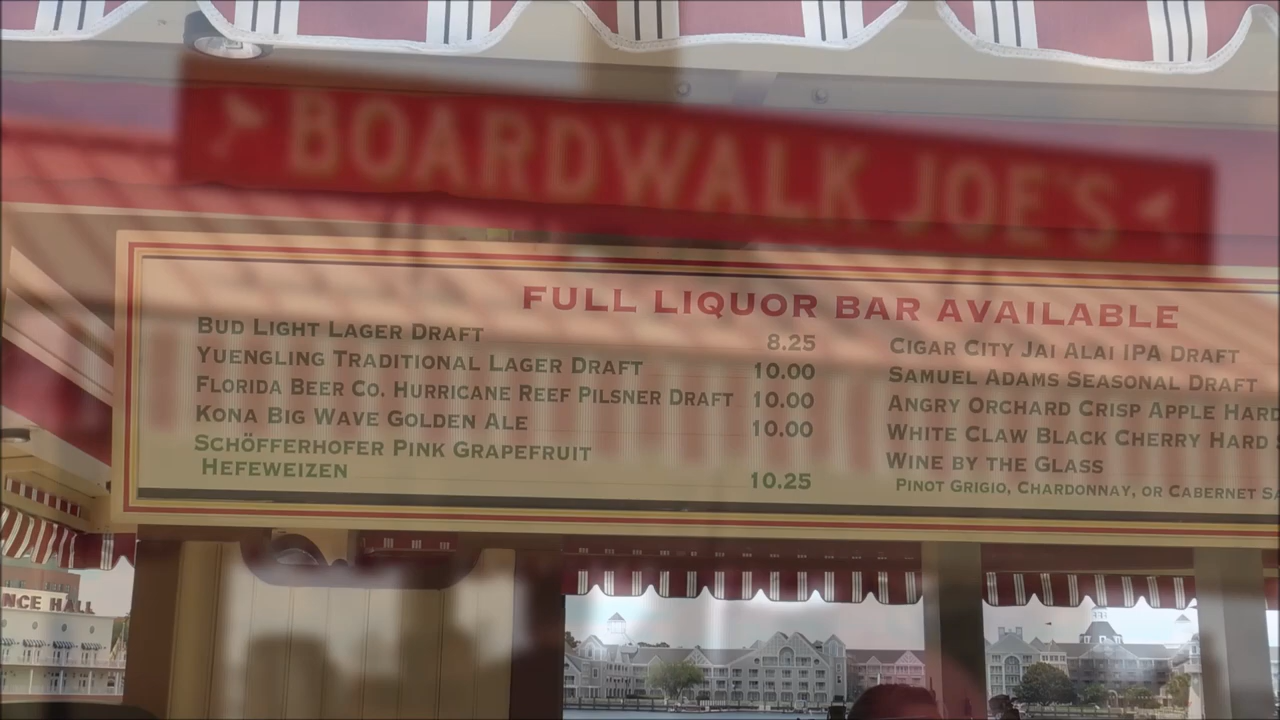 BOARDWALK JOE'S
FULL LIQUOR BAR AVAILABLE
BUD LIGHT LAGER DRAFT 8.25
YUENGLING TRADITIONAL LAGER DRAFT 10.00
FLORIDA BEER CO. HURRICANE REEF PILSNER DRAFT 10.00
KONA BIG WAVE GOLDEN ALE 10.00
SCHÖFFERHOFER PINK GRAPEFRUIT
HEFEWEIZEN 10.25
CIGAR CITY JAI ALAI IPA DRAFT
SAMUEL ADAMS SEASONAL DRAFT
ANGRY ORCHARD CRISP APPLE HARD
WHITE CLAW BLACK CHERRY HARD
WINE BY THE GLASS
PINOT GRIGIO, CHARDONNAY, OR CABERNET
NCE HALL